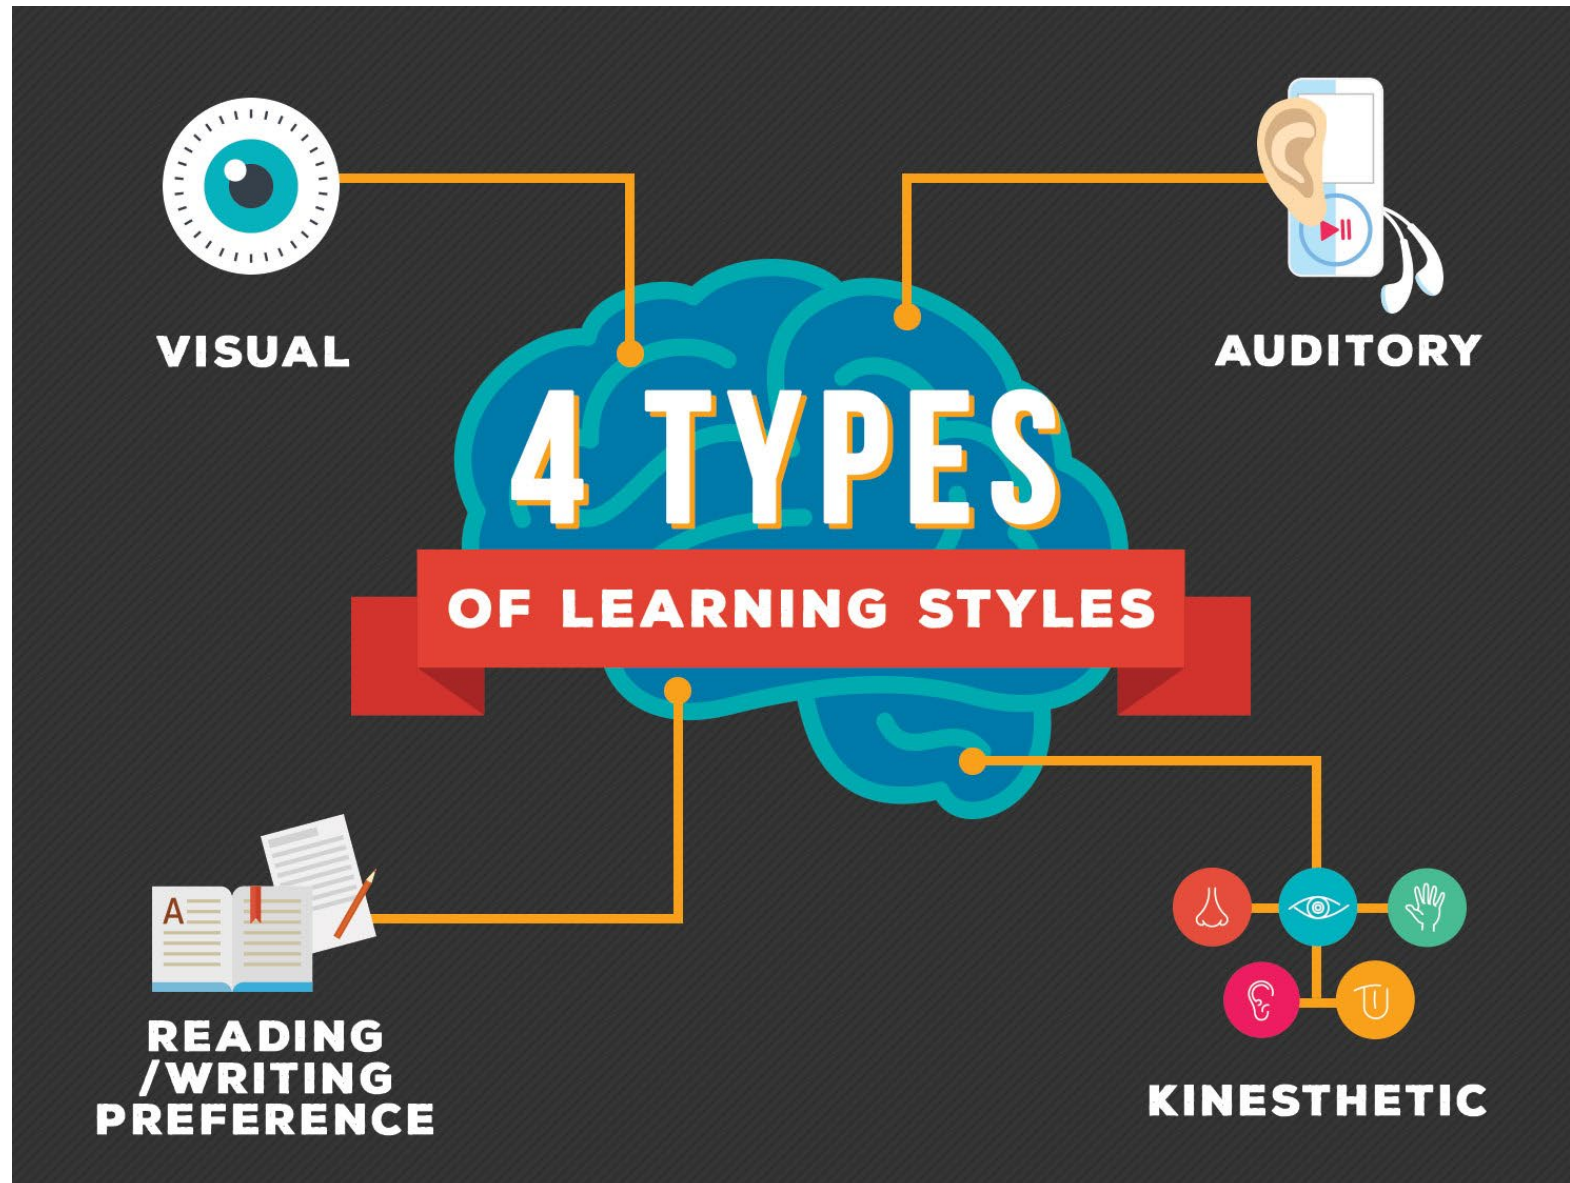 VISUAL
AUDITORY
4 TYPES
OF LEARNING STYLES
A
READING
/WRITING
PREFERENCE
KINESTHETIC